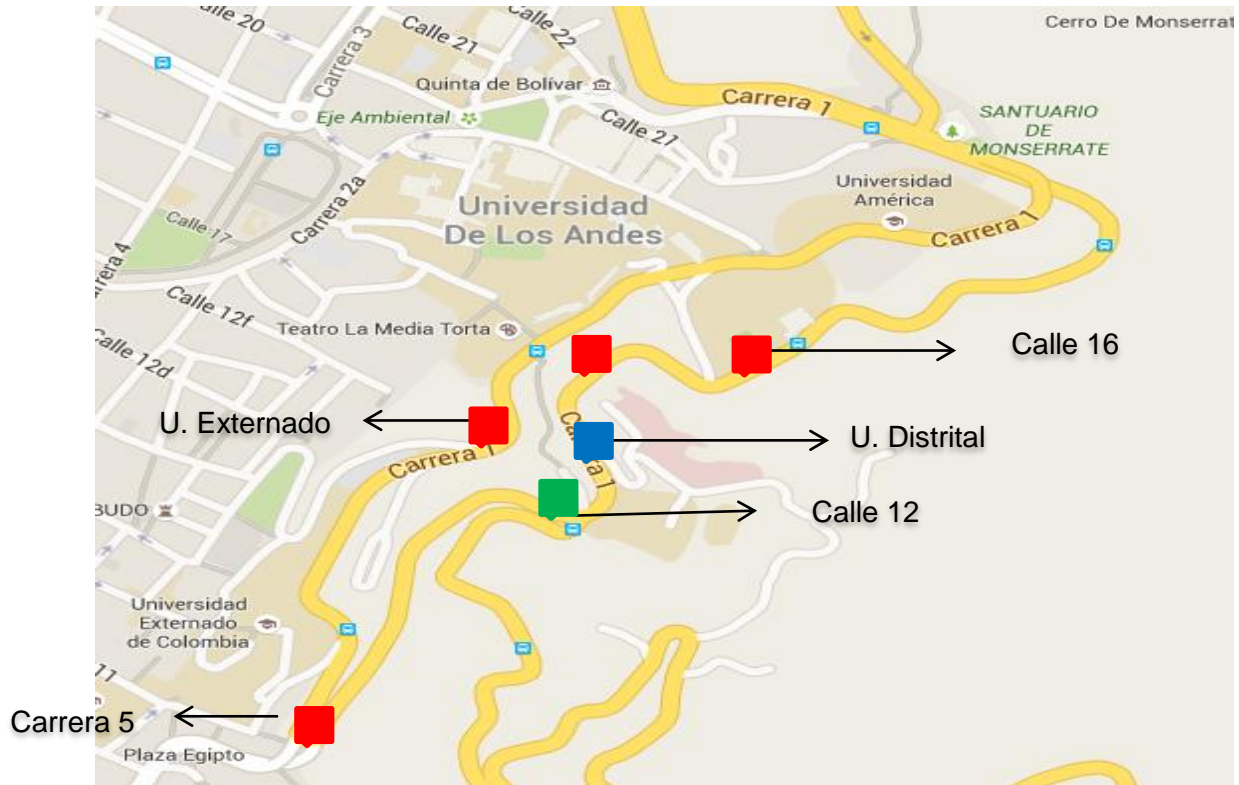 Calle 20
Carrera 3
Calle 21
Calle 22
Cerro De Monserrat
Quinta de Bolívar
Carrera 1
Eje Ambiental
Calle 21
SANTUARIO
DE
MONSERRATE
Universidad
América
Carrera 2a
Universidad
De Los Andes
Calle 17
Carrera 1
rera 4
Calle 12f
Teatro La Media Torta
Calle 12d
Calle 16
U. Externado
Carrera 1
U. Distrital
Carrera 1
BUDO
Calle 12
Universidad
Externado
de Colombia
11
Carrera 5
Plaza Egipto